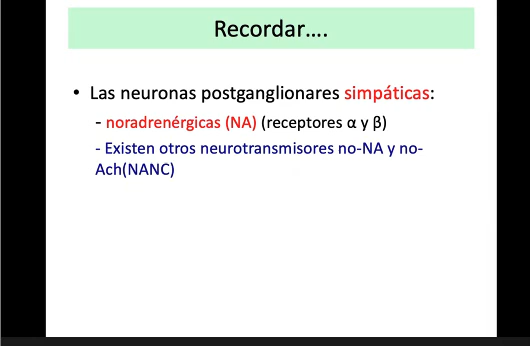 Recordar....
• Las neuronas postganglionares simpáticas:
- noradrenérgicas (NA) (receptores α y β)
- Existen otros neurotransmisores no-NA y no-
Ach(NANC)